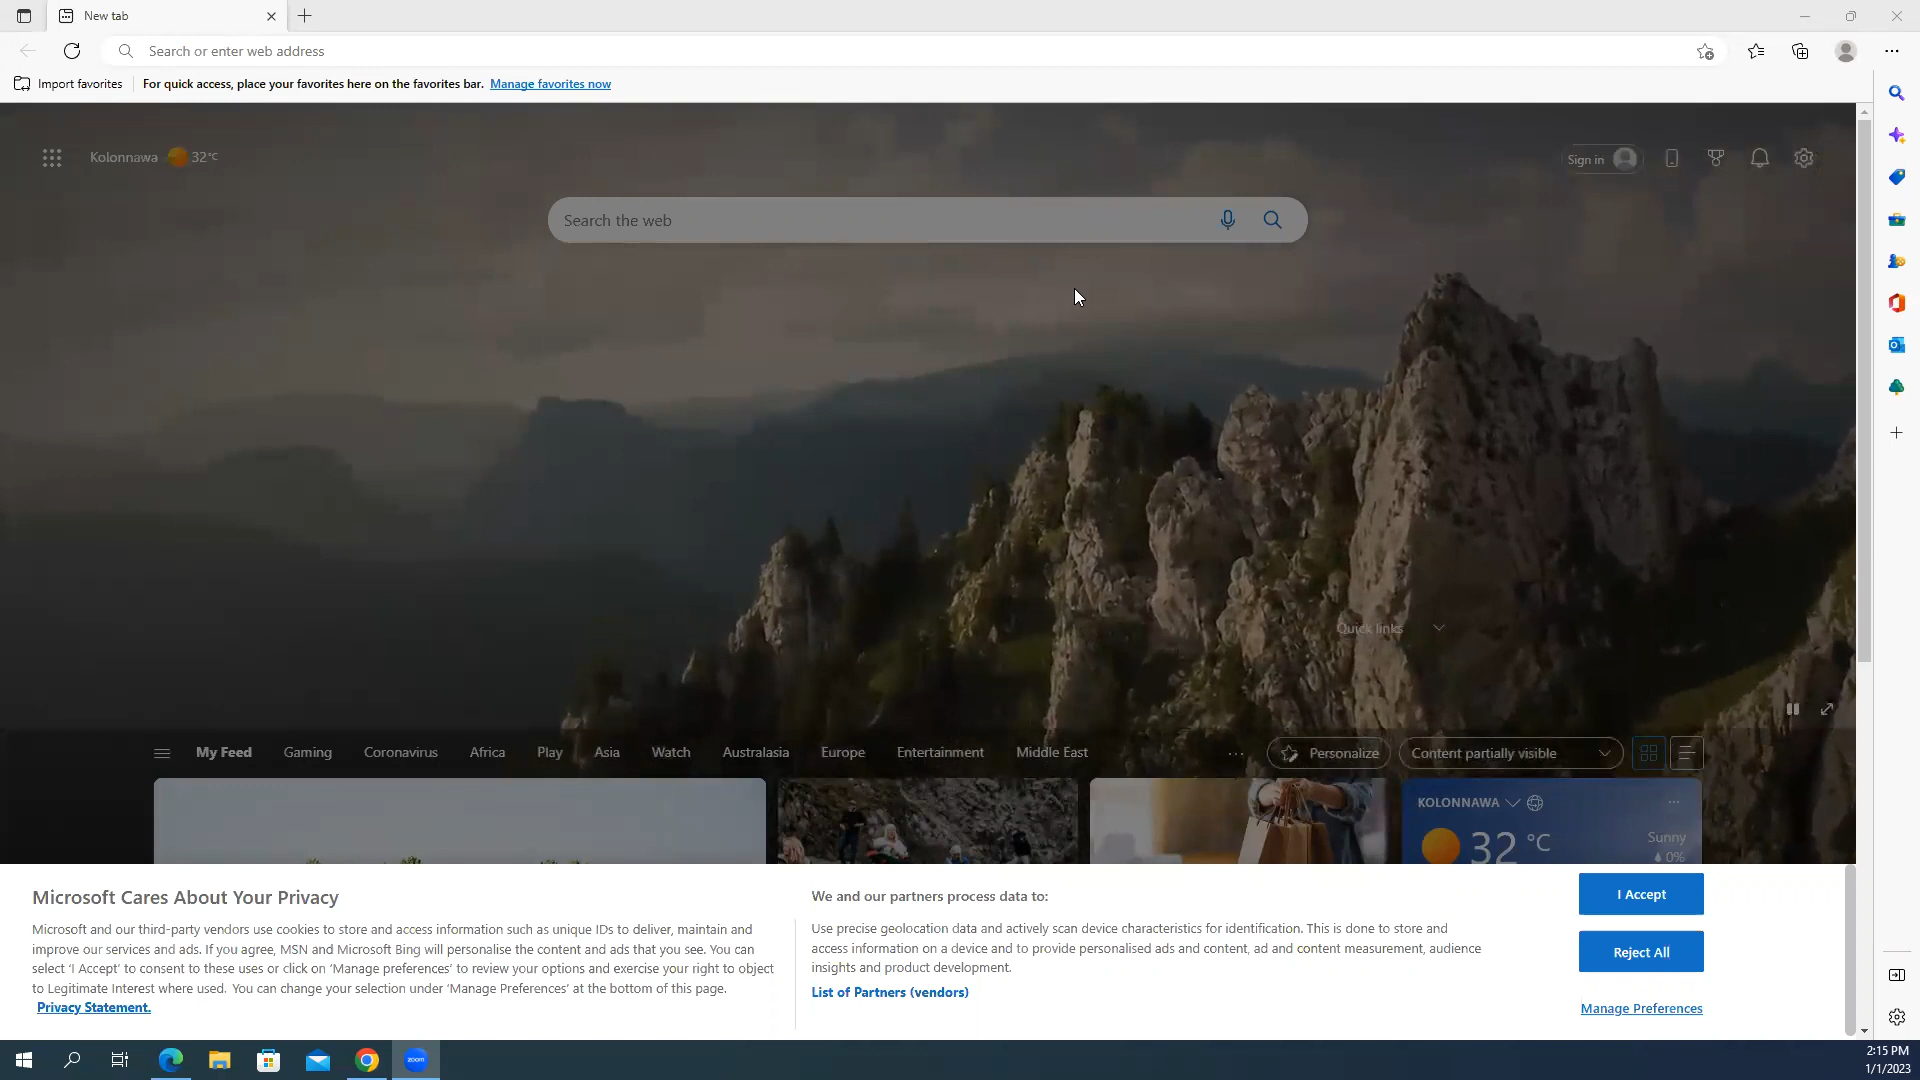 New tab
Search or enter web address
Import favorites
For quick access, place your favorites here on the favorites bar. Manage favorites now
Kolonnawa 32°C
Sign in
Search the web
Quick links
My Feed Gaming Coronavirus Africa Play Asia Watch Australasia Europe Entertainment Middle East ... Personalize Content partially visible
KOLONNAWA ...
32 °C
Sunny
0%
Microsoft Cares About Your Privacy
Microsoft and our third-party vendors use cookies to store and access information such as unique IDs to deliver, maintain and
improve our services and ads. If you agree, MSN and Microsoft Bing will personalise the content and ads that you see. You can
select 'I Accept' to consent to these uses or click on 'Manage preferences' to review your options and exercise your right to object
to Legitimate Interest where used. You can change your selection under 'Manage Preferences' at the bottom of this page.
Privacy Statement.
We and our partners process data to:
Use precise geolocation data and actively scan device characteristics for identification. This is done to store and
access information on a device and to provide personalised ads and content, ad and content measurement, audience
insights and product development.
List of Partners (vendors)
I Accept
Reject All
Manage Preferences
zoom
2:15 PM
1/1/2023